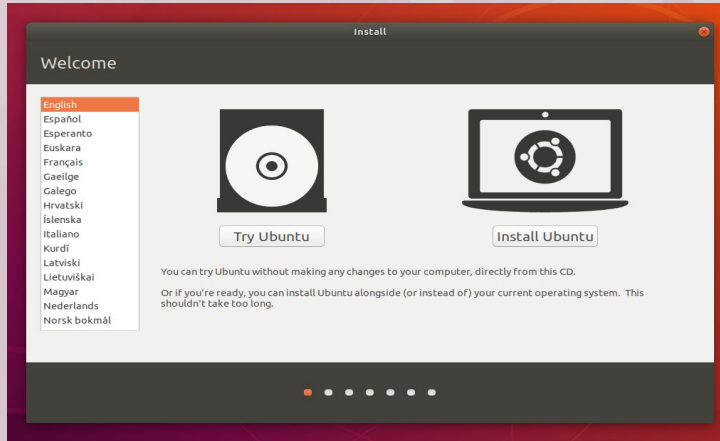 Install
Welcome
English
Español
Esperanto
Euskara
Français
Gaeilge
Galego
Hrvatski
Íslenska
Italiano
Kurdî
Latviski
Lietuviškai
Magyar
Nederlands
Norsk bokmål
Try Ubuntu
Install Ubuntu
You can try Ubuntu without making any changes to your computer, directly from this CD.
Or if you're ready, you can install Ubuntu alongside (or instead of) your current operating system. This
shouldn't take too long.